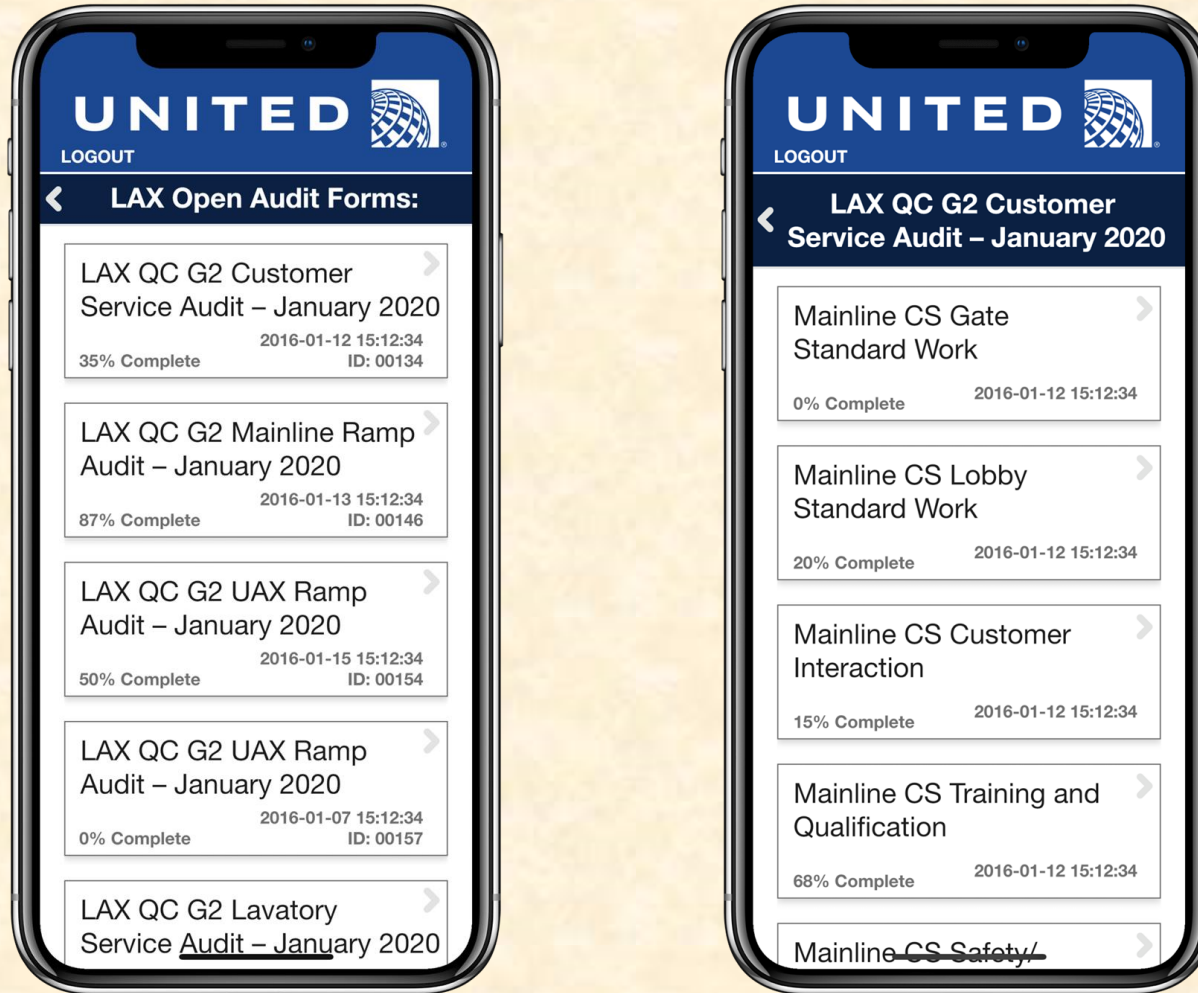 UNITED
LOGOUT
LAX Open Audit Forms:
LAX QC G2 Customer
Service Audit – January 2020
2016-01-12 15:12:34
35% Complete
ID: 00134
LAX QC G2 Mainline Ramp
Audit – January 2020
2016-01-13 15:12:34
87% Complete
ID: 00146
LAX QC G2 UAX Ramp
Audit – January 2020
2016-01-15 15:12:34
50% Complete
ID: 00154
LAX QC G2 UAX Ramp
Audit – January 2020
2016-01-07 15:12:34
0% Complete
ID: 00157
LAX QC G2 Lavatory
Service Audit – January 2020
UNITED
LOGOUT
LAX QC G2 Customer
Service Audit – January 2020
Mainline CS Gate
Standard Work
0% Complete
2016-01-12 15:12:34
Mainline CS Lobby
Standard Work
20% Complete
2016-01-12 15:12:34
Mainline CS Customer
Interaction
15% Complete
2016-01-12 15:12:34
Mainline CS Training and
Qualification
68% Complete
2016-01-12 15:12:34
Mainline CS Safety/